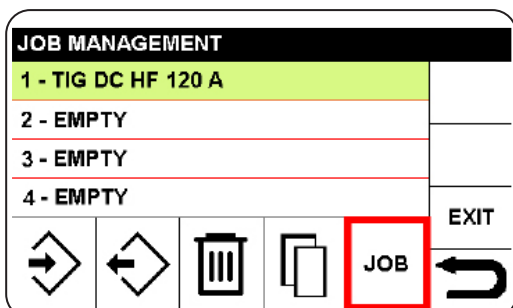 JOB MANAGEMENT
1 - TIG DC HF 120 A
2 - EMPTY
3 - EMPTY
4 - EMPTY
EXIT
JOB